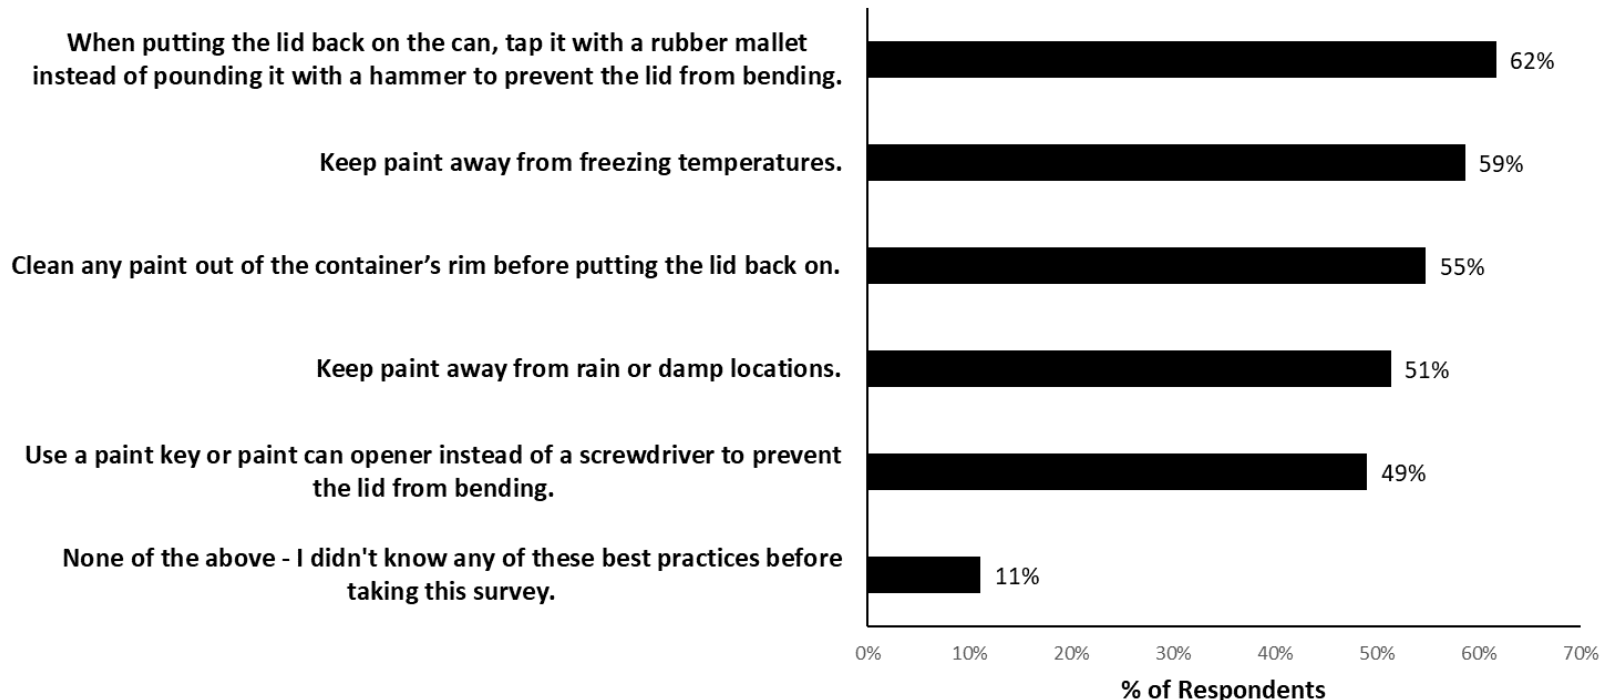 When putting the lid back on the can, tap it with a rubber mallet
instead of pounding it with a hammer to prevent the lid from bending.
62%
Keep paint away from freezing temperatures.
59%
Clean any paint out of the container’s rim before putting the lid back on.
55%
Keep paint away from rain or damp locations.
51%
Use a paint key or paint can opener instead of a screwdriver to prevent
the lid from bending.
49%
None of the above - I didn't know any of these best practices before
taking this survey.
11%
0% 10% 20% 30% 40% 50% 60% 70%
% of Respondents